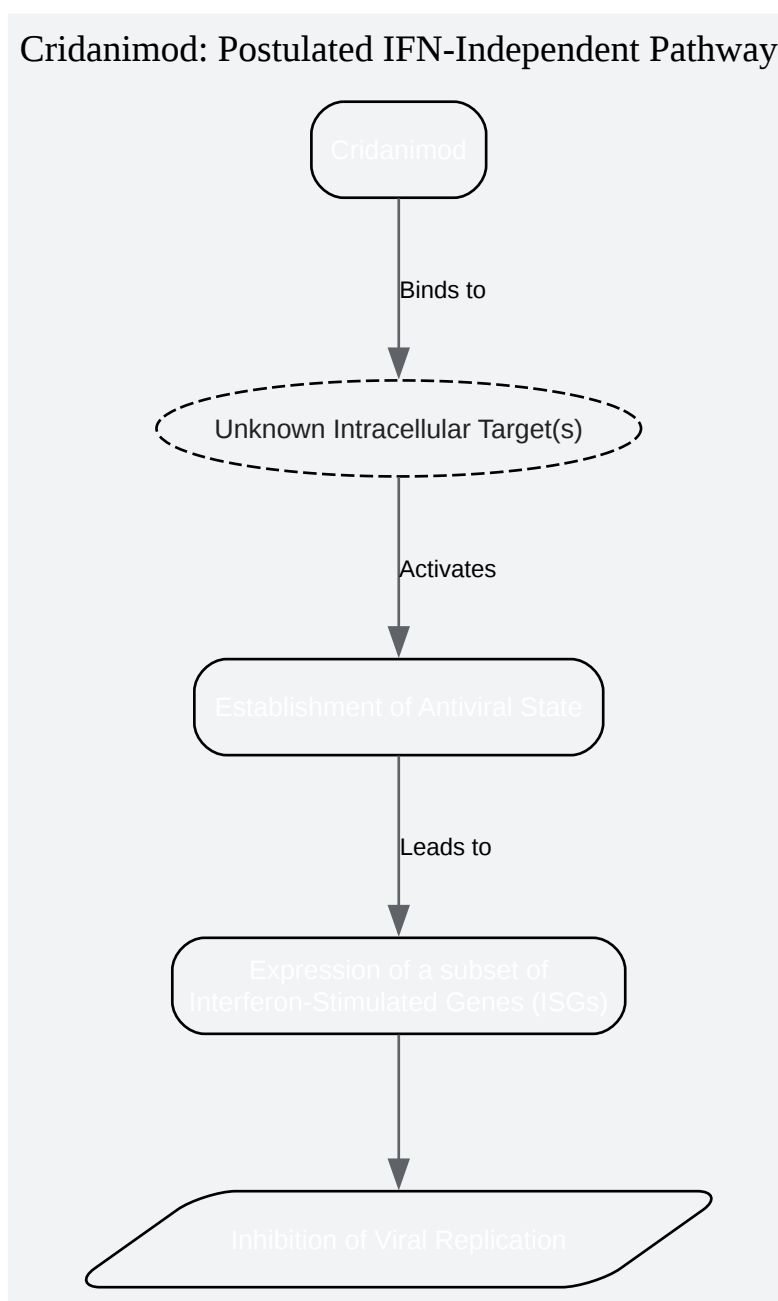 Cridanimod: Postulated IFN-Independent Pathway
Cridanimod
Binds to
Unknown Intracellular Target(s)
Activates
Establishment of Antiviral State
Leads to
Expression of a subset of
Interferon-Stimulated Genes (ISGs)
Inhibition of Viral Replication